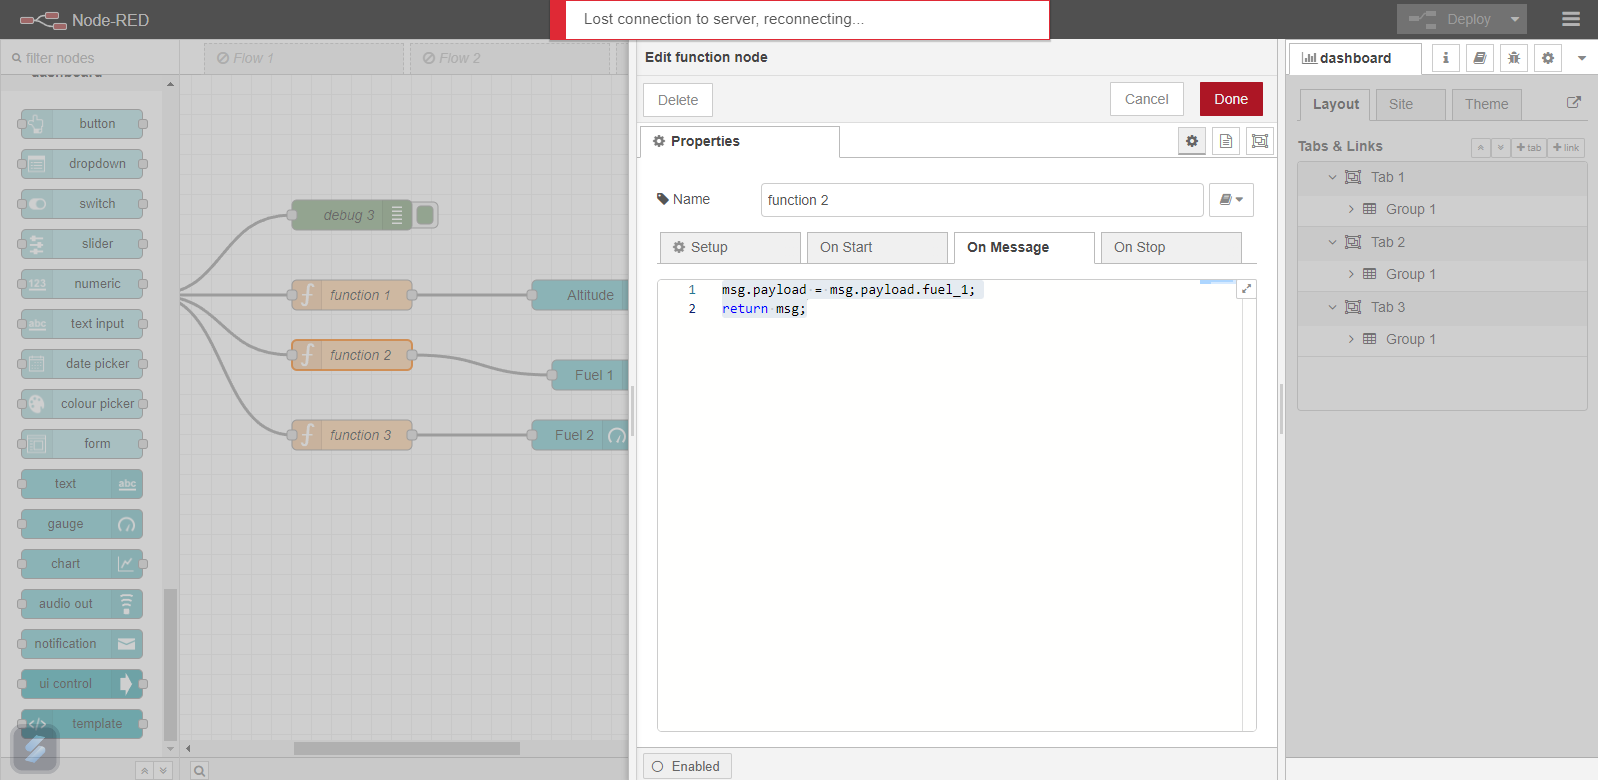 Node-RED
Lost connection to server, reconnecting...
Deploy
filter nodes
dashboard
button
dropdown
switch
slider
123 numeric
abc text input
date picker
colour picker
form
text abc
gauge
chart
audio out
notification
ui control
template
Flow 1
Flow 2
debug 3
function 1
Altitude
function 2
Fuel 1
function 3
Fuel 2
Edit function node
Delete
Cancel
Done
Properties
Name
function 2
Setup
On Start
On Message
On Stop
1 msg.payload = msg.payload.fuel_1;
2 return msg;
Enabled
dashboard
i
Layout
Site
Theme
Tabs & Links
+ tab
+ link
Tab 1
Group 1
Tab 2
Group 1
Tab 3
Group 1